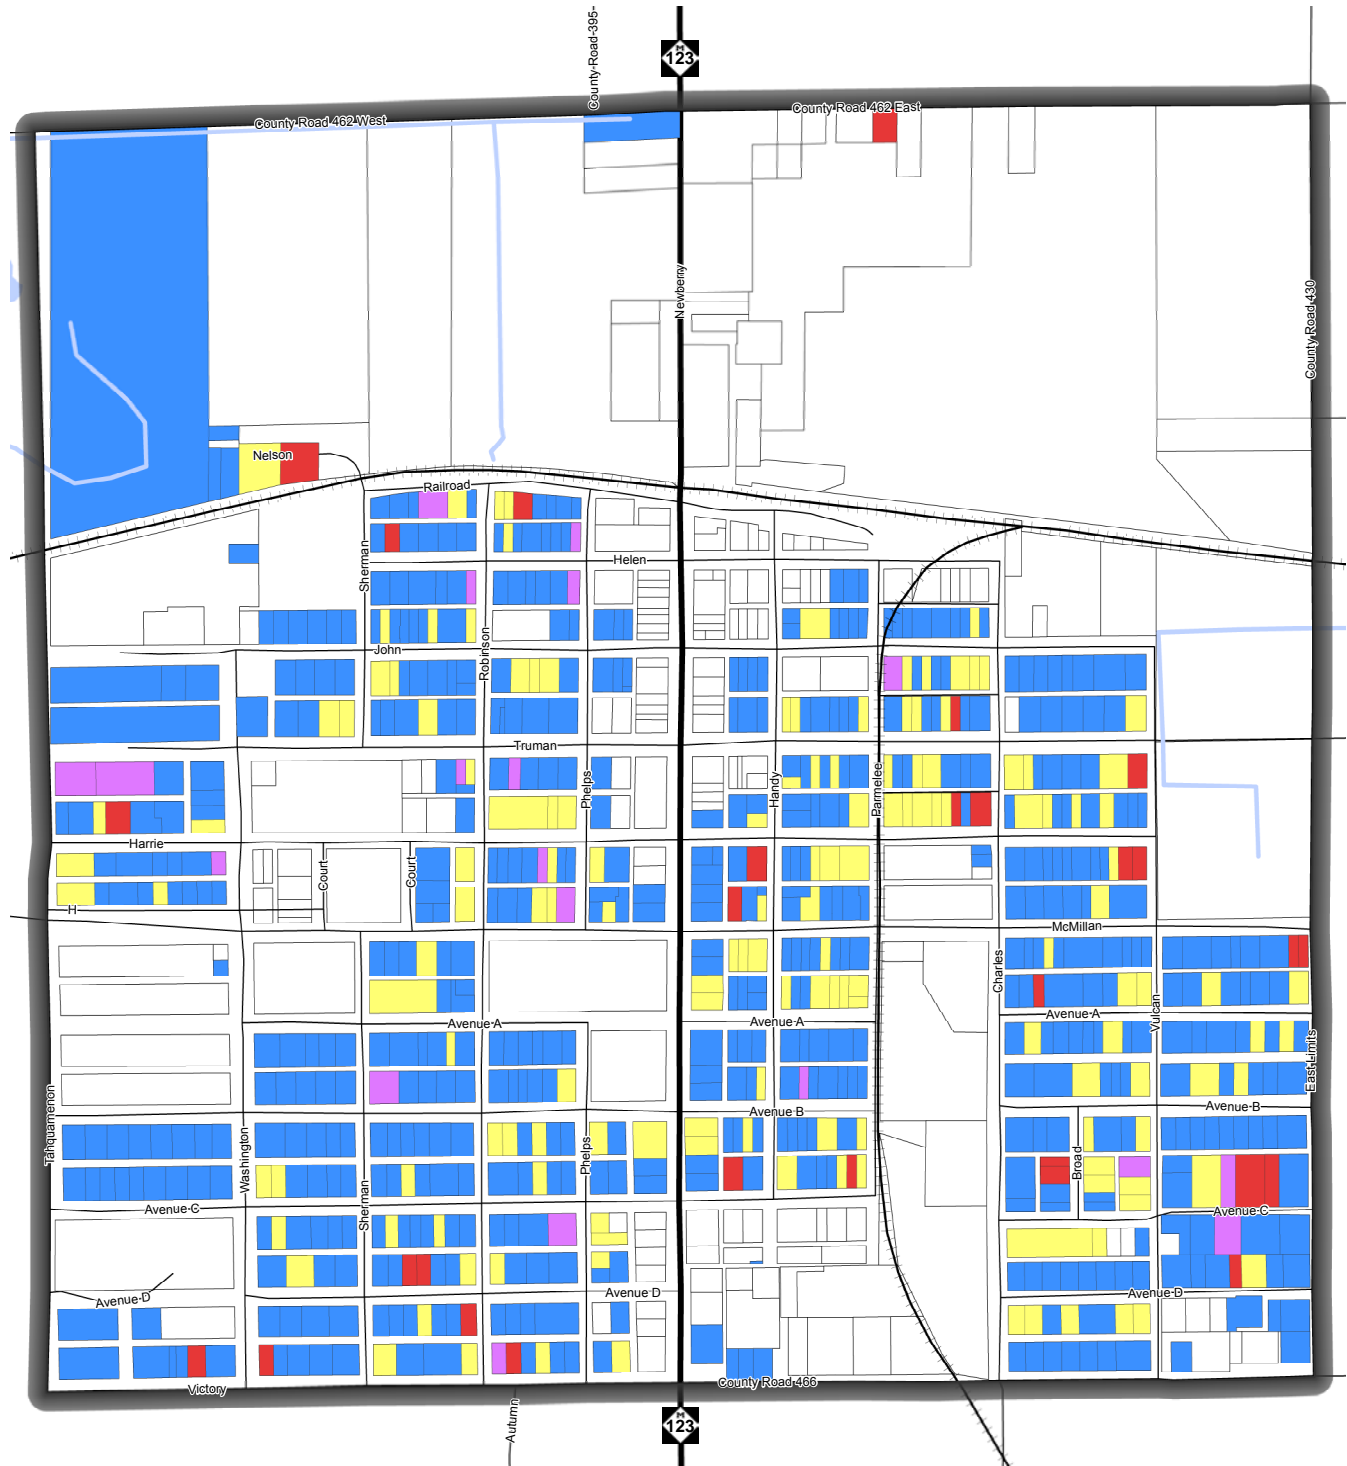 County-Road-395-
M
123
County Road 462 East
County Road 462 West
Newberry
County Road 430
Nelson
Railroad
Sherman
Helen
Robinson
John
Truman
Phelps
Handy
Parmelee
Harrie
Court
Court
H
McMillan
Charles
Vulcan
Avenue A
Avenue A
Avenue A
East Limits
Tahquamenon
Avenue B
Avenue B
Washington
Phelps
Broad
Sherman
Avenue C
Avenue C
Avenue D
Avenue D
Avenue D
Victory
County Road 466
Autumn
M
123